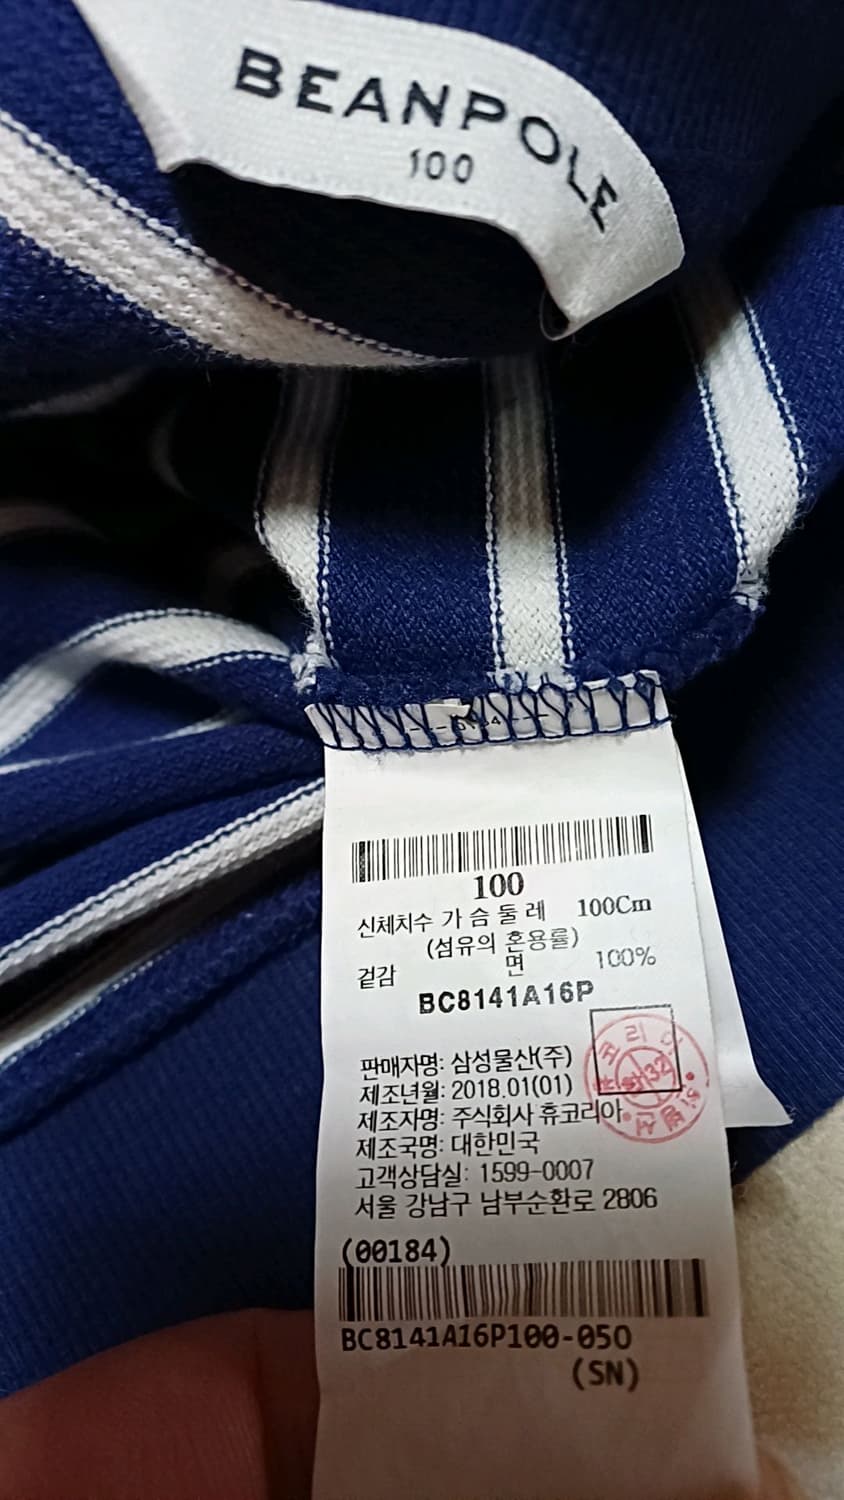 BEANPOLE
100
100
신체치수 가슴둘레 100Cm
(섬유의 혼용률)
겉감 면 100%
BC8141A16P
판매자명: 삼성물산(주)
제조년월: 2018.01(01)
제조자명: 주식회사 휴코리아
제조국명: 대한민국
고객상담실: 1599-0007
서울 강남구 남부순환로 2806
(00184)
BC8141A16P100-050
(SN)